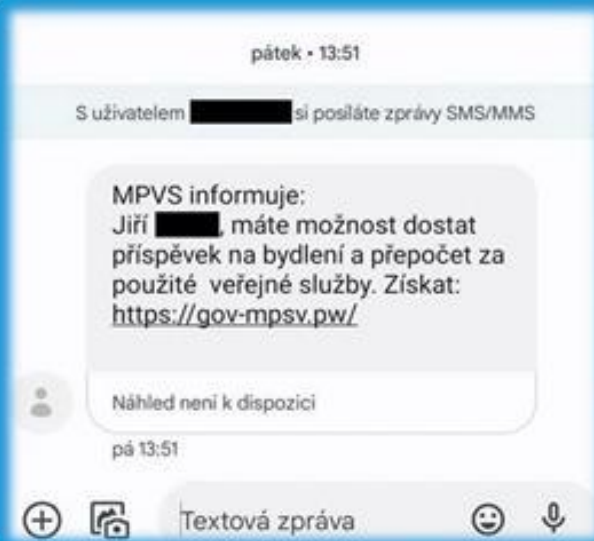 pátek • 13:51
S uživatelem si posíláte zprávy SMS/MMS
MPVS informuje:
Jiří , máte možnost dostat
příspěvek na bydlení a přepočet za
použité veřejné služby. Získat:
https://gov-mpsv.pw/
Náhled není k dispozici
pá 13:51
Textová zpráva